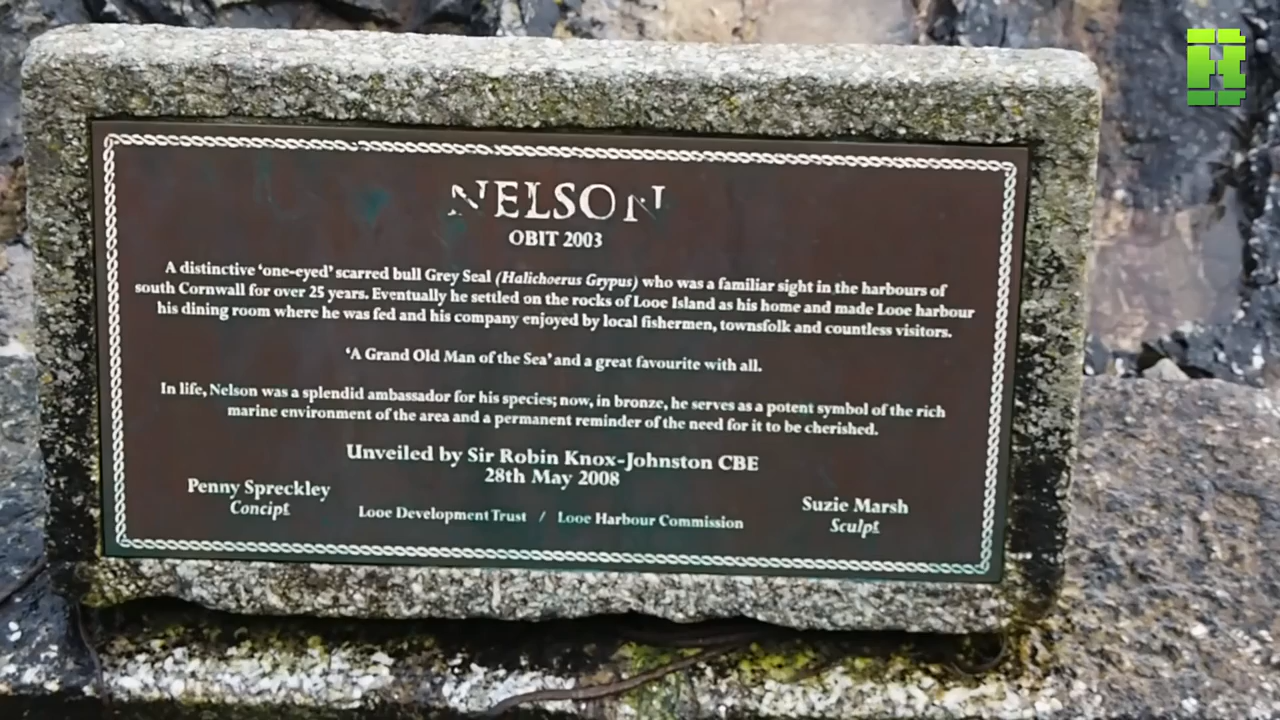 NELSON
OBIT 2003
A distinctive 'one-eyed' scarred bull Grey Seal (Halichoerus Grypus) who was a familiar sight in the harbours of
south Cornwall for over 25 years. Eventually he settled on the rocks of Looe Island as his home and made Looe harbour
his dining room where he was fed and his company enjoyed by local fishermen, townsfolk and countless visitors.
'A Grand Old Man of the Sea' and a great favourite with all.
In life, Nelson was a splendid ambassador for his species; now, in bronze, he serves as a potent symbol of the rich
marine environment of the area and a permanent reminder of the need for it to be cherished.
Unveiled by Sir Robin Knox-Johnston CBE
28th May 2008
Penny Spreckley
Concipt
Looe Development Trust / Looe Harbour Commission
Suzie Marsh
Sculpt